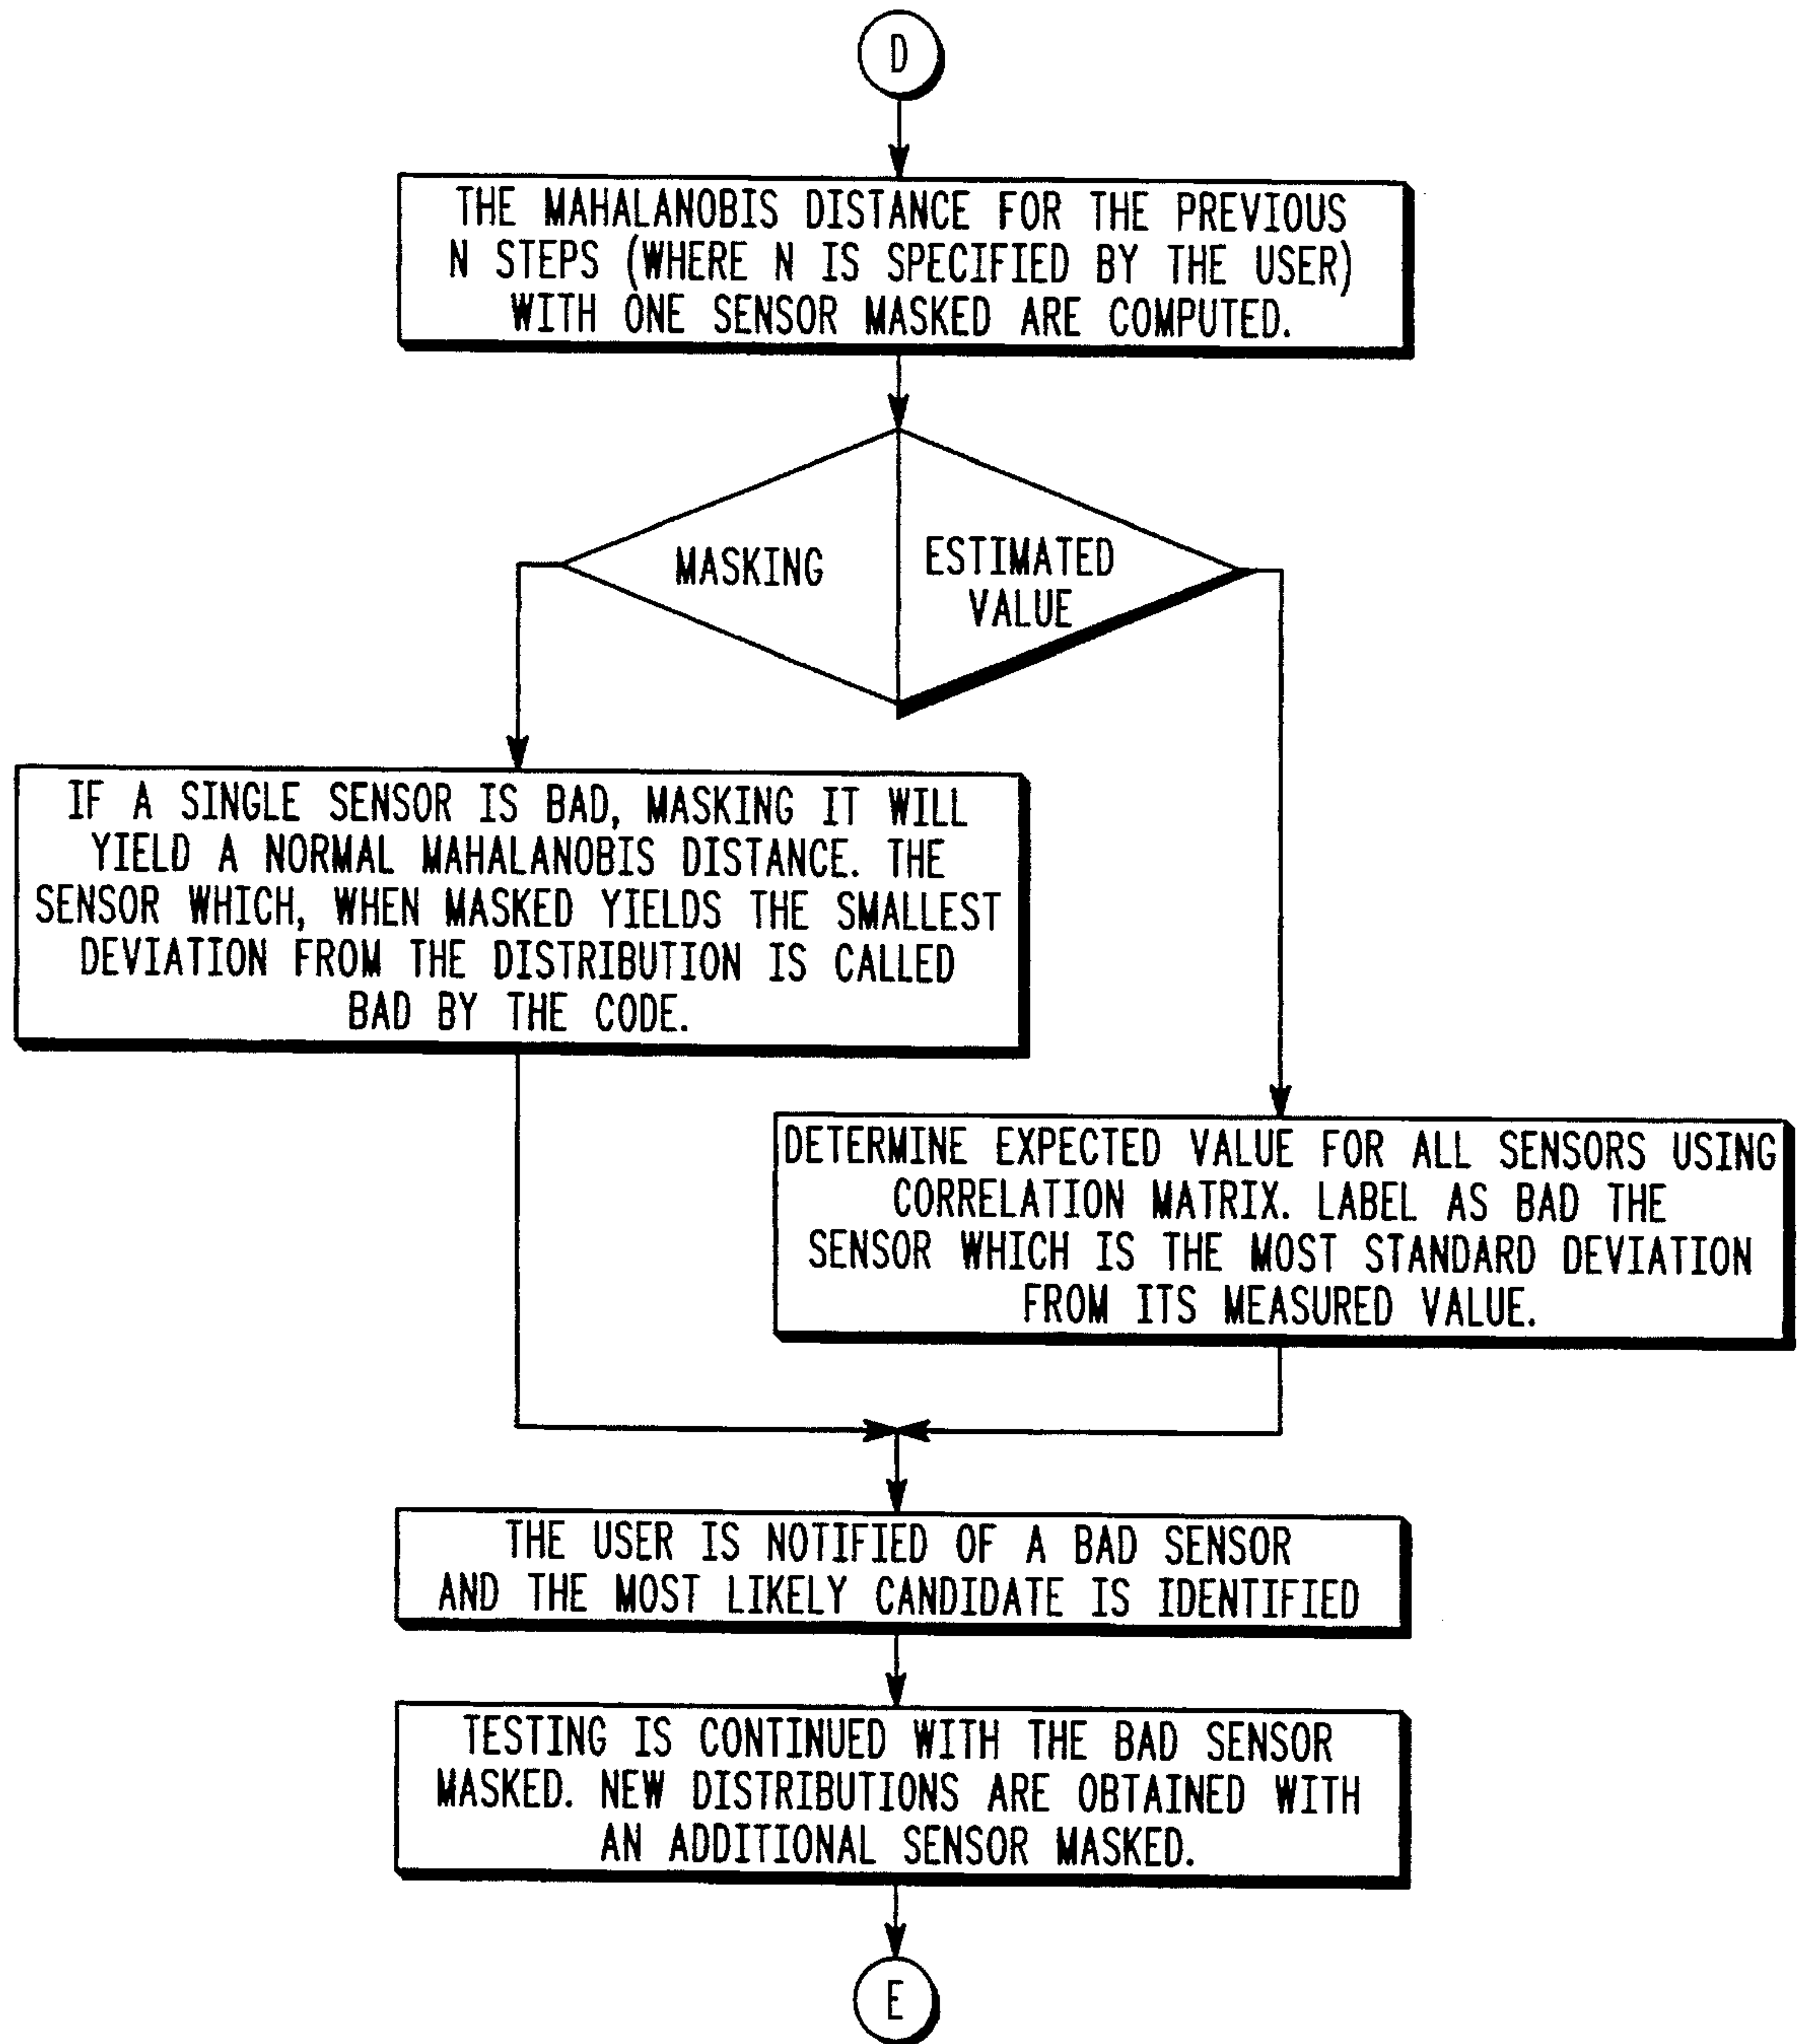 D
THE MAHALANOBIS DISTANCE FOR THE PREVIOUS
N STEPS (WHERE N IS SPECIFIED BY THE USER)
WITH ONE SENSOR MASKED ARE COMPUTED.
MASKING
ESTIMATED
VALUE
IF A SINGLE SENSOR IS BAD, MASKING IT WILL
YIELD A NORMAL MAHALANOBIS DISTANCE. THE
SENSOR WHICH, WHEN MASKED YIELDS THE SMALLEST
DEVIATION FROM THE DISTRIBUTION IS CALLED
BAD BY THE CODE.
DETERMINE EXPECTED VALUE FOR ALL SENSORS USING
CORRELATION MATRIX. LABEL AS BAD THE
SENSOR WHICH IS THE MOST STANDARD DEVIATION
FROM ITS MEASURED VALUE.
THE USER IS NOTIFIED OF A BAD SENSOR
AND THE MOST LIKELY CANDIDATE IS IDENTIFIED
TESTING IS CONTINUED WITH THE BAD SENSOR
MASKED. NEW DISTRIBUTIONS ARE OBTAINED WITH
AN ADDITIONAL SENSOR MASKED.
E